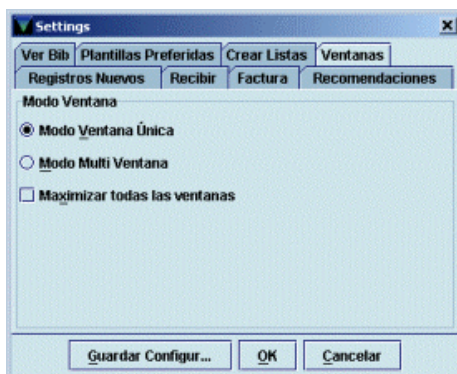 Settings
Ver Bib Plantillas Preferidas Crear Listas Ventanas
Registros Nuevos Recibir Factura Recomendaciones
Modo Ventana
Modo Ventana Única
Modo Multi Ventana
Maximizar todas las ventanas
Guardar Configur... OK Cancelar